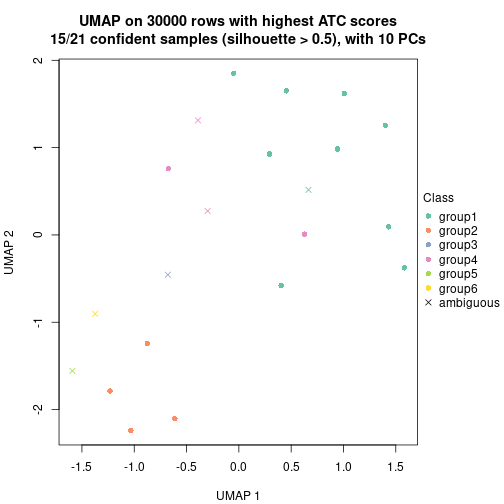 UMAP on 30000 rows with highest ATC scores
15/21 confident samples (silhouette > 0.5), with 10 PCs
2
1
0
-1
-2
UMAP 2
-1.5
-1.0
-0.5
0.0
0.5
1.0
1.5
UMAP 1
Class
group1
group2
group3
group4
group5
group6
ambiguous